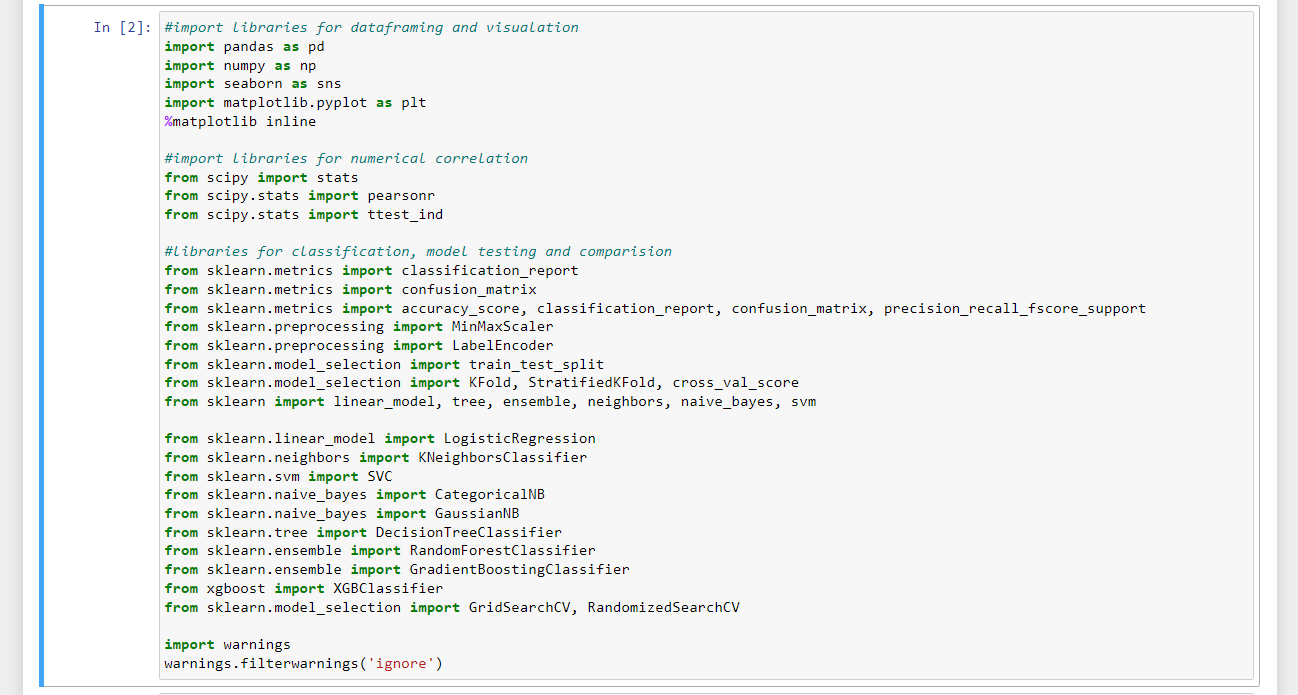 In [2]: #import libraries for dataframing and visualation
import pandas as pd
import numpy as np
import seaborn as sns
import matplotlib.pyplot as plt
%matplotlib inline

#import libraries for numerical correlation
from scipy import stats
from scipy.stats import pearsonr
from scipy.stats import ttest_ind

#libraries for classification, model testing and comparision
from sklearn.metrics import classification_report
from sklearn.metrics import confusion_matrix
from sklearn.metrics import accuracy_score, classification_report, confusion_matrix, precision_recall_fscore_support
from sklearn.preprocessing import MinMaxScaler
from sklearn.preprocessing import LabelEncoder
from sklearn.model_selection import train_test_split
from sklearn.model_selection import KFold, StratifiedKFold, cross_val_score
from sklearn import linear_model, tree, ensemble, neighbors, naive_bayes, svm

from sklearn.linear_model import LogisticRegression
from sklearn.neighbors import KNeighborsClassifier
from sklearn.svm import SVC
from sklearn.naive_bayes import CategoricalNB
from sklearn.naive_bayes import GaussianNB
from sklearn.tree import DecisionTreeClassifier
from sklearn.ensemble import RandomForestClassifier
from sklearn.ensemble import GradientBoostingClassifier
from xgboost import XGBClassifier
from sklearn.model_selection import GridSearchCV, RandomizedSearchCV

import warnings
warnings.filterwarnings('ignore')